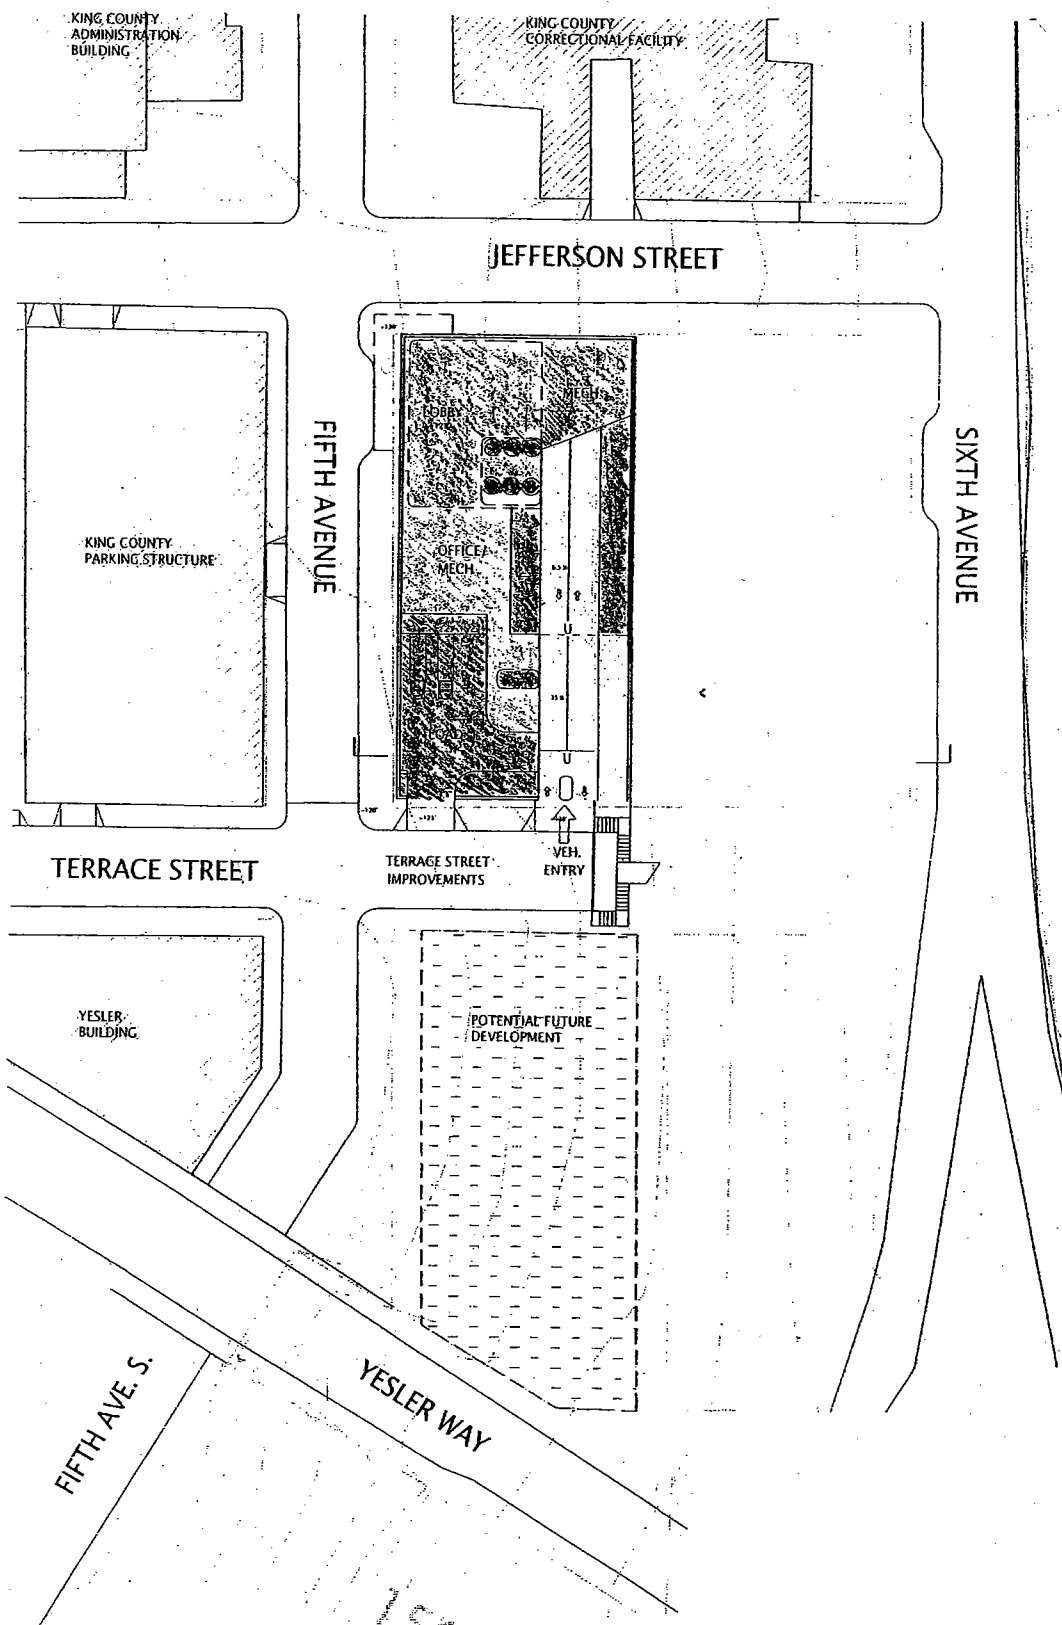 KING COUNTY
ADMINISTRATION
BUILDING
KING COUNTY
CORRECTIONAL FACILITY
JEFFERSON STREET
LOBBY
MECH.
FIFTH AVENUE
SIXTH AVENUE
KING COUNTY
PARKING STRUCTURE
OFFICE/
MECH.
U
U
TERRACE STREET
TERRACE STREET
IMPROVEMENTS
VEH.
ENTRY
YESLER
BUILDING
POTENTIAL FUTURE
DEVELOPMENT
YESLER WAY
FIFTH AVE. S.